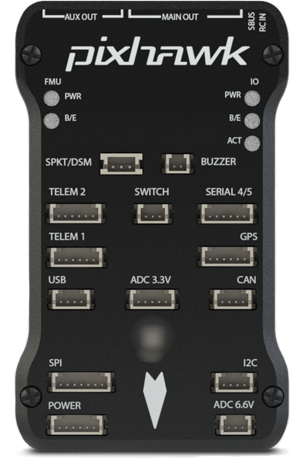 AUX OUT
MAIN OUT
SBUS
RC IN
pixhawk
FMU
IO
PWR
PWR
B/E
B/E
ACT
SPKT/DSM
BUZZER
TELEM 2
SWITCH
SERIAL 4/5
TELEM 1
GPS
USB
ADC 3.3V
CAN
SPI
I2C
POWER
ADC 6.6V